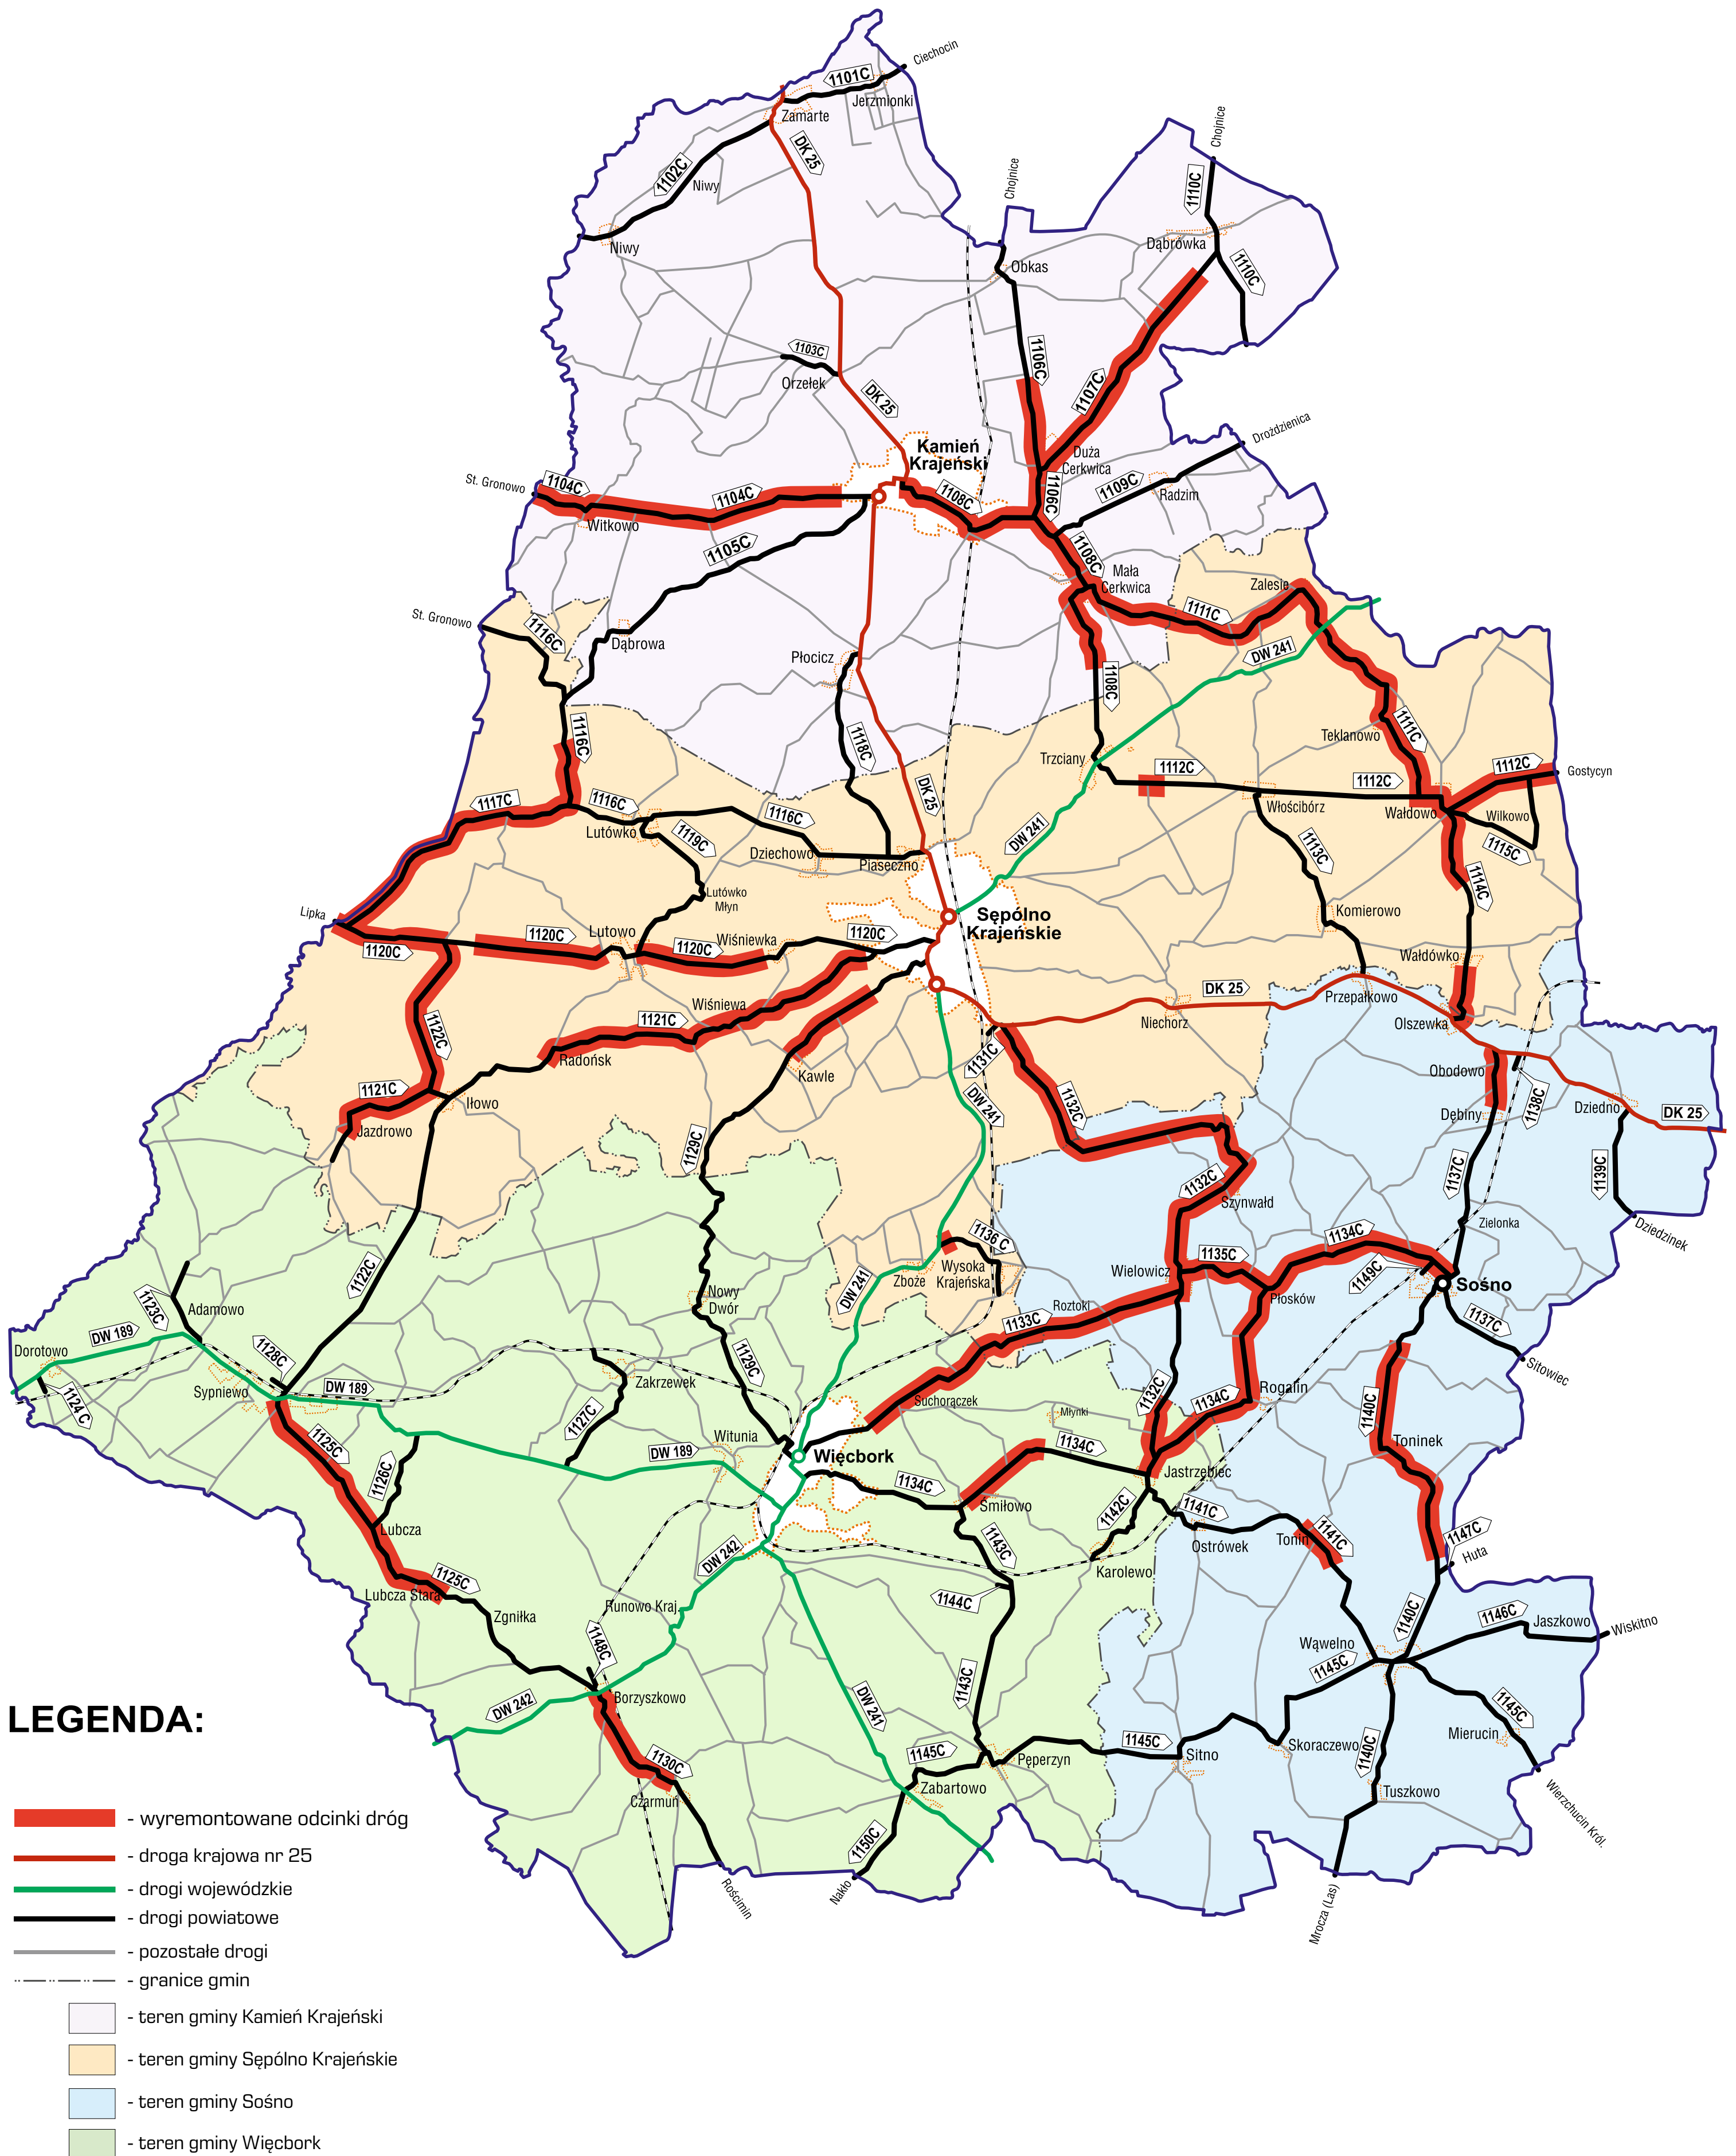 Ciechocin
1101C
Jerzmionki
Zamarte
DK 25
1102C
Niwy
Niwy
Chojnice
Chojnice
1110C
Dąbrówka
1110C
Obkas
1106C
1107C
1103C
Orzełek
DK 25
Kamień
Krajeński
Duża
Cerkwica
Drożdzienica
St. Gronowo
1104C
1104C
Witkowo
1108C
1106C
1109C
Radzim
1105C
1108C
Mała
Cerkwica
Zalesie
1111C
St. Gronowo
1116C
Dąbrowa
Płocicz
DW 241
1108C
1116C
1118C
Teklanowo
1111C
Trzciany
1112C
1112C
1112C
Gostycyn
DK 25
Włościbórz
Wałdowo
Wilkowo
1115C
1117C
1116C
Lutówko
1119C
1116C
Dziechowo
Piaseczno
DW 241
1113C
1114C
Lutówko
Młyn
Komierowo
Lipka
Sępólno
Krajeńskie
1120C
1120C
Lutowo
1120C
Wiśniewka
1120C
Wałdówko
DK 25
Przepałkowo
Niechorz
Olszewka
Wiśniewa
1121C
1122C
Radońsk
1131C
Kawle
Obodowo
1138C
Dziedno
DK 25
1121C
Iłowo
Jazdrowo
DW 241
1132C
Dębiny
1129C
1137C
1139C
1132C
Szynwałd
Zielonka
Dziedzinek
1136 C
Wysoka
Krajeńska
Zboże
Wielowicz
1135C
1134C
1149C
Sośno
1122C
1123C
Adamowo
Nowy
Dwór
DW 241
Roztoki
1133C
Piosków
1137C
Sitowiec
DW 189
Dorotowo
1124 C
1128C
Sypniewo
DW 189
1129C
Zakrzewek
1127C
Suchorączek
Młynki
1132C
1134C
Rogalin
1140C
Toninek
1125C
1126C
Witunia
DW 189
Więcbork
1134C
1134C
Jastrzębiec
Śmiłowo
1142C
1141C
Ostrówek
Tonin
1141C
1147C
Huta
Lubcza
1125C
Lubcza Stara
Zgniłka
DW 242
1143C
Karolewo
1144C
Runowo Kraj.
1148C
1140C
1146C
Jaszkowo
Wiskitno
Wąwelno
1145C
1143C
Borzyszkowo
DW 242
DW 241
1145C
Mierucin
1130C
Czarmuń
1145C
Pęperzyn
1145C
Sitno
Skoraczewo
1140C
Tuszkowo
Wierzchucin Król.
Zabartowo
1150C
Nakło
Rościmin
Mrocza (Las)
LEGENDA:
- wyremontowane odcinki dróg
- droga krajowa nr 25
- drogi wojewódzkie
- drogi powiatowe
- pozostałe drogi
- granice gmin
- teren gminy Kamień Krajeński
- teren gminy Sępólno Krajeńskie
- teren gminy Sośno
- teren gminy Więcbork